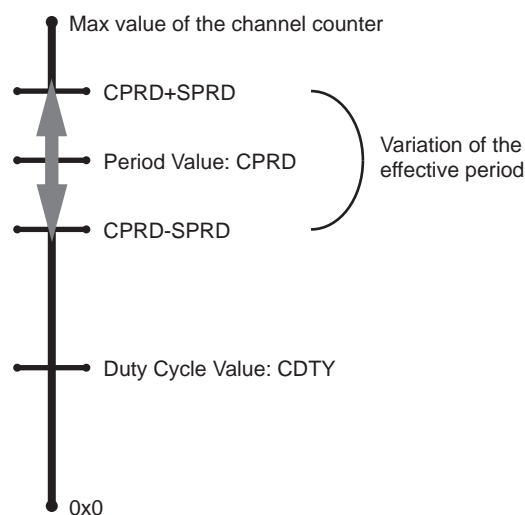 Max value of the channel counter
CPRD+SPRD
Period Value: CPRD
Variation of the
effective period
CPRD-SPRD
Duty Cycle Value: CDTY
0x0